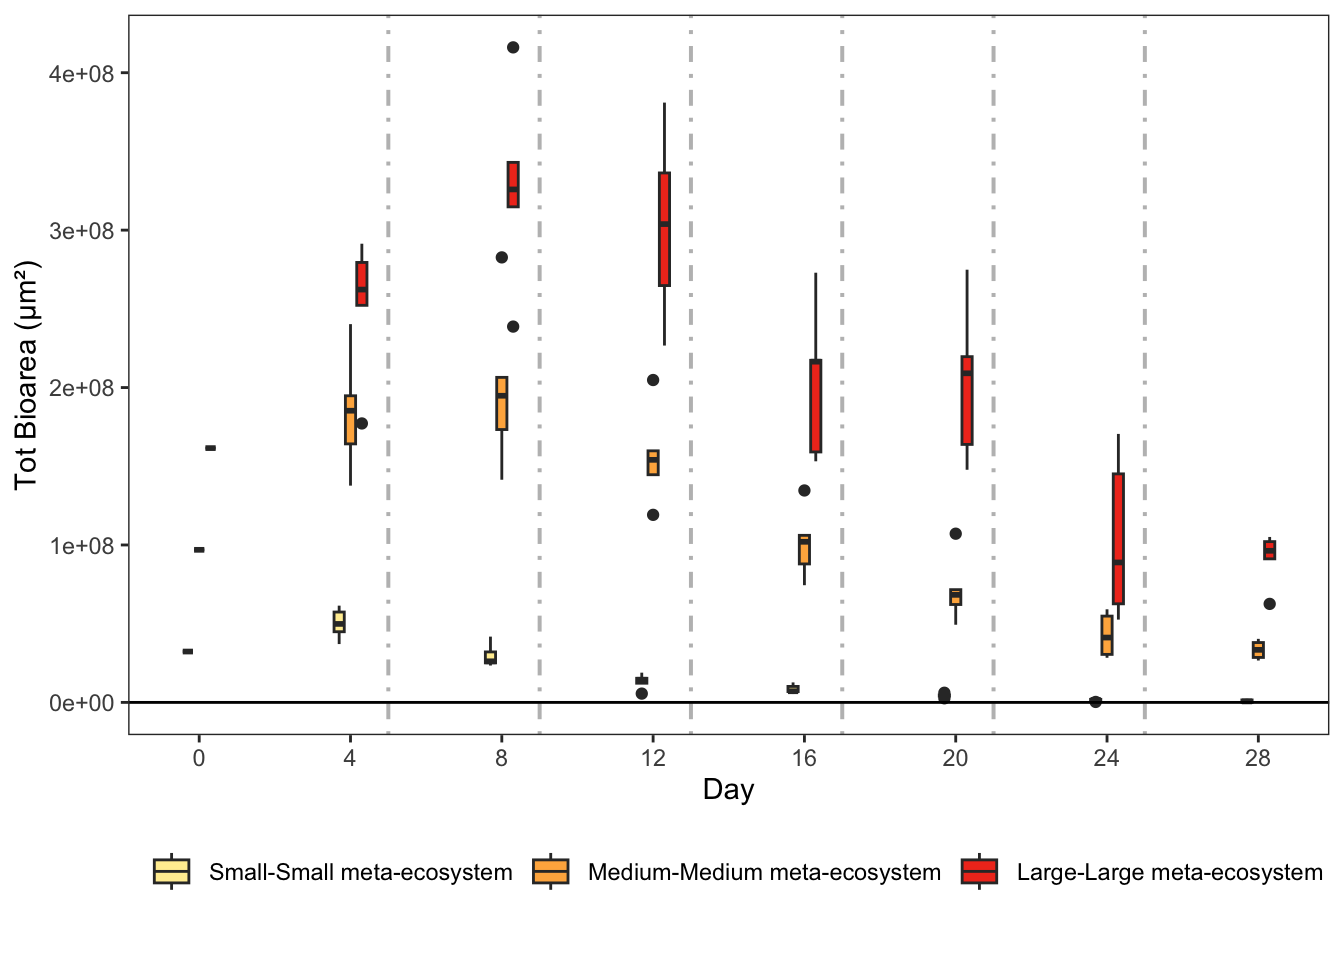 Tot Bioarea (µm²)
4e+08
3e+08
2e+08
1e+08
0e+00
0 4 8 12 16 20 24 28
Day
Small-Small meta-ecosystem Medium-Medium meta-ecosystem Large-Large meta-ecosystem